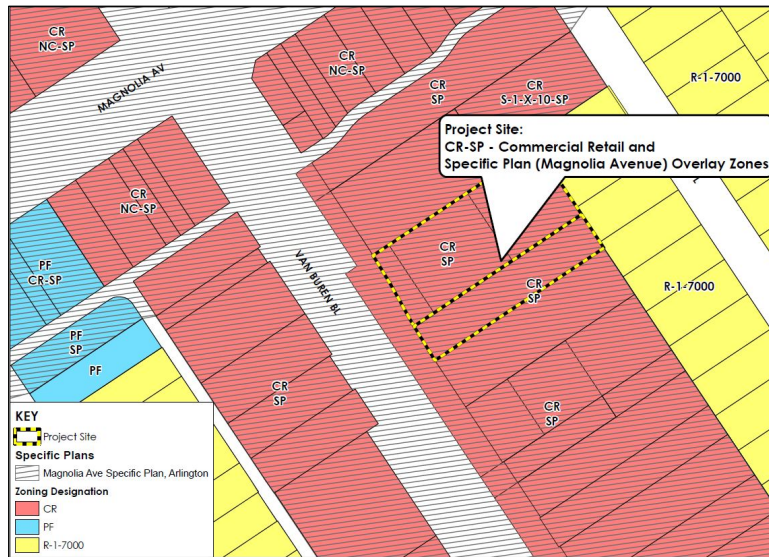 CR
NC-SP
MAGNOLIA AV
CR
NC-SP
CR
SP
CR
S-1-X-10-SP
R-1-7000
Project Site:
CR-SP - Commercial Retail and
Specific Plan (Magnolia Avenue) Overlay Zones
L
CR
NC-SP
PF
CR-SP
CR
SP
VAN BUREN BL
CR
SP
R-1-7000
PF
SP
PF
CR
SP
CR
SP
KEY
Project Site
Specific Plans
Magnolia Ave Specific Plan, Arlington
Zoning Designation
CR
PF
R-1-7000